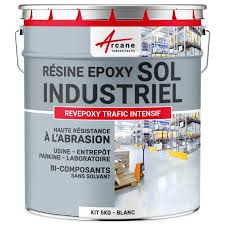 Arcane
INDUSTRIES
RÉSINE EPOXY SOL
INDUSTRIEL
REVEPOXY TRAFIC INTENSIF
HAUTE RÉSISTANCE
À L'ABRASION
USINE - ENTREPÔT
PARKING - LABORATOIRE
BI-COMPOSANTS
SANS SOLVANT
KIT 5KG - BLANC